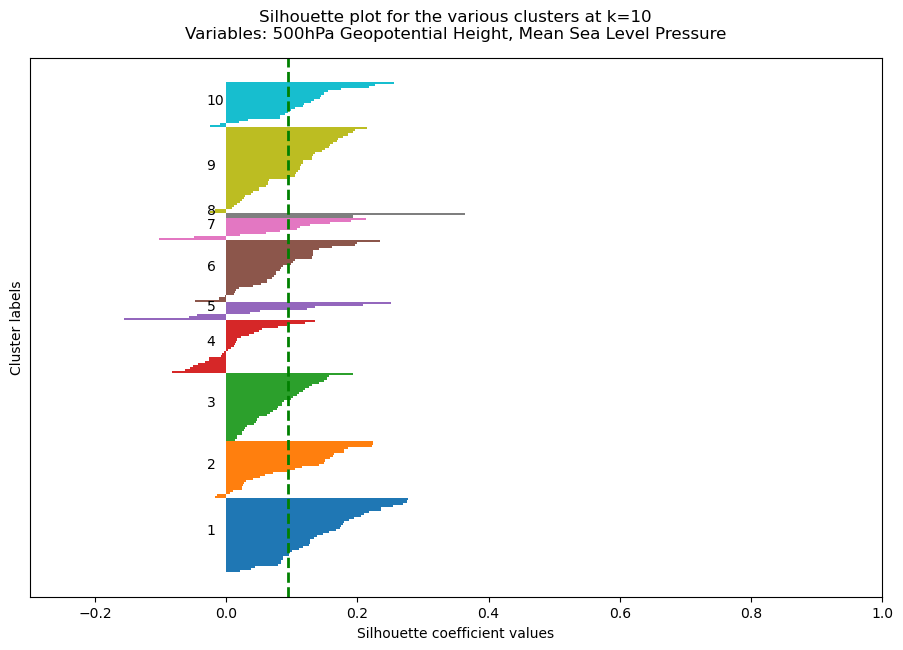 Silhouette plot for the various clusters at k=10
Variables: 500hPa Geopotential Height, Mean Sea Level Pressure
Cluster labels
10
9
8
7
6
5
4
3
2
1
−0.2 0.0 0.2 0.4 0.6 0.8 1.0
Silhouette coefficient values